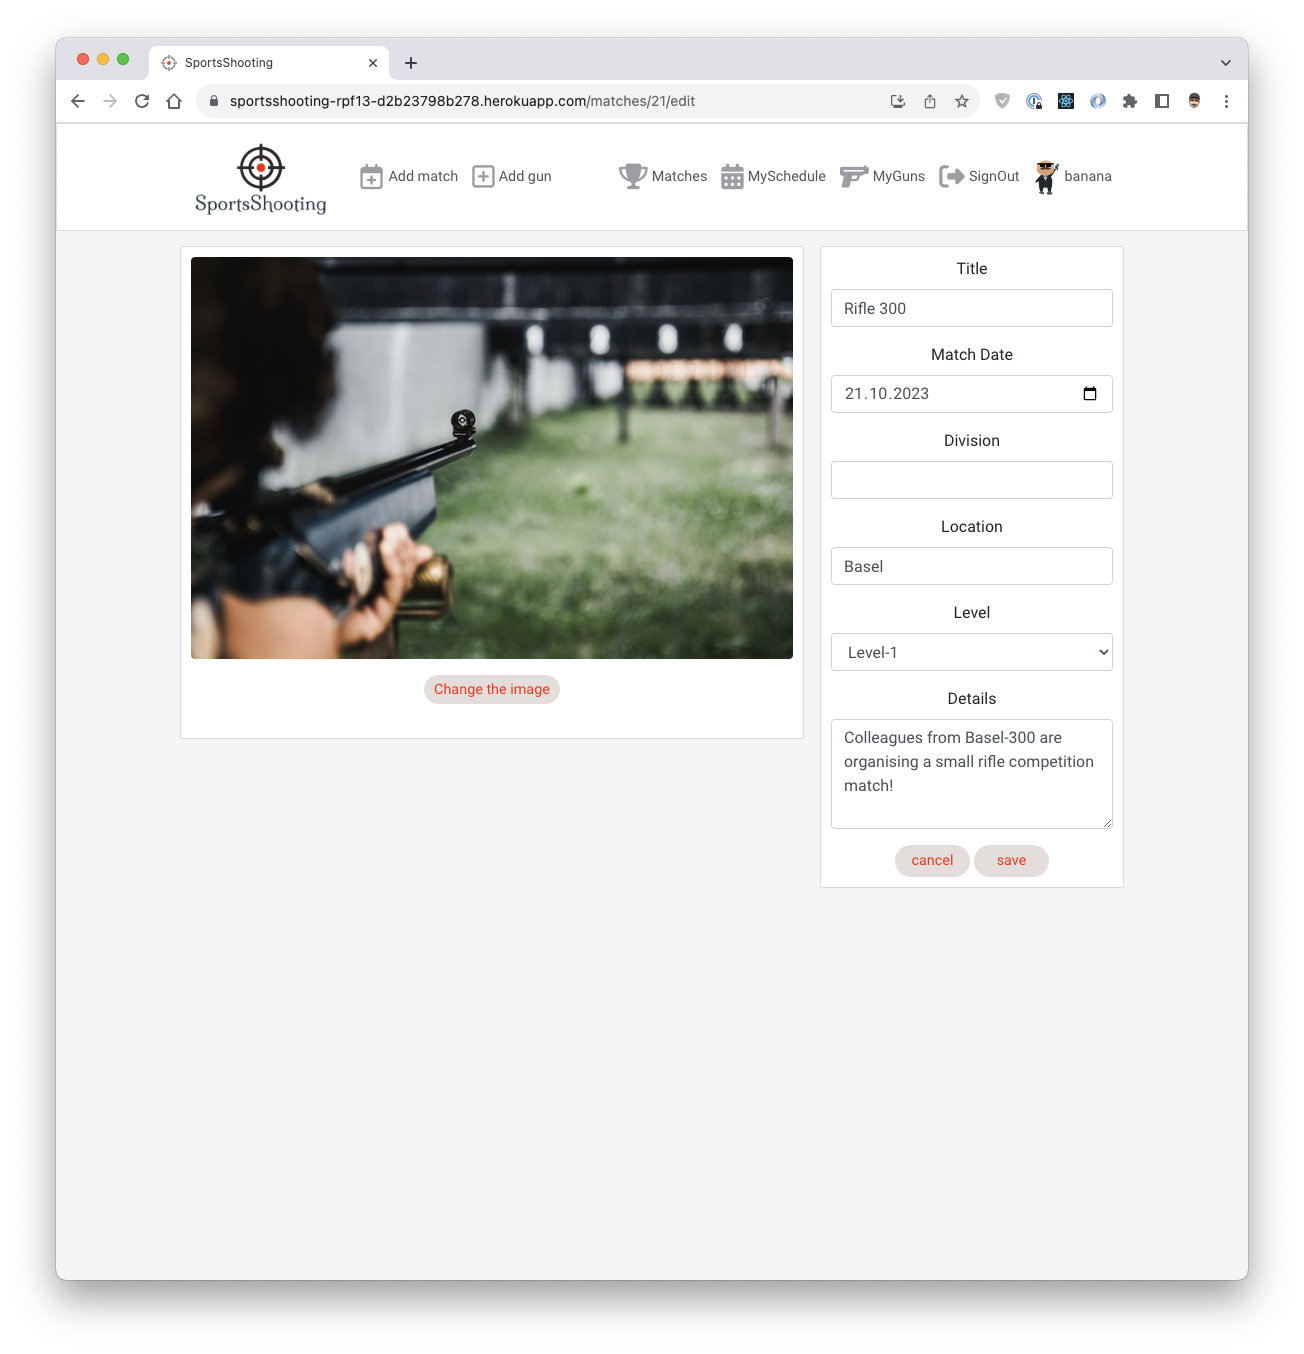 SportsShooting
sportsshooting-rpf13-d2b23798b278.herokuapp.com/matches/21/edit
SportsShooting
Add match
Add gun
Matches
MySchedule
MyGuns
SignOut
banana
Change the image
Title
Rifle 300
Match Date
21.10.2023
Division
Location
Basel
Level
Level-1
Details
Colleagues from Basel-300 are
organising a small rifle competition
match!
cancel
save